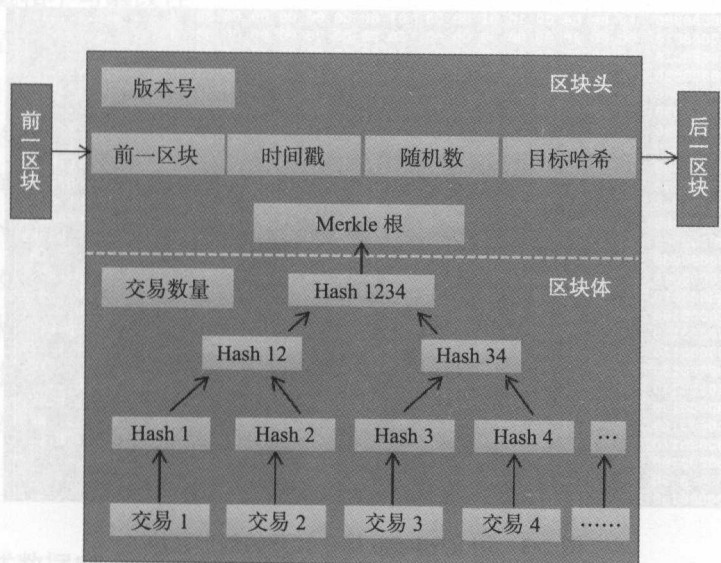 版本号
区块头
前一区块
前一区块
时间戳
随机数
目标哈希
后一区块
Merkle 根
交易数量
Hash 1234
区块体
Hash 12
Hash 34
Hash 1
Hash 2
Hash 3
Hash 4
…
交易 1
交易 2
交易 3
交易 4
……